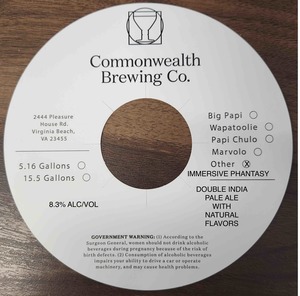 Commonwealth
Brewing Co.
2444 Pleasure
House Rd.
Virginia Beach,
VA 23455
5.16 Gallons
15.5 Gallons
8.3% ALC/VOL
Big Papi
Wapatoolie
Papi Chulo
Marvolo
Other X
IMMERSIVE PHANTASY
DOUBLE INDIA
PALE ALE
WITH
NATURAL
FLAVORS
GOVERNMENT WARNING: (1) According to the
Surgeon General, women should not drink alcoholic
beverages during pregnancy because of the risk
of birth defects. (2) Consumption of alcoholic beverages
impairs your ability to drive a car or operate
machinery, and may cause health problems.